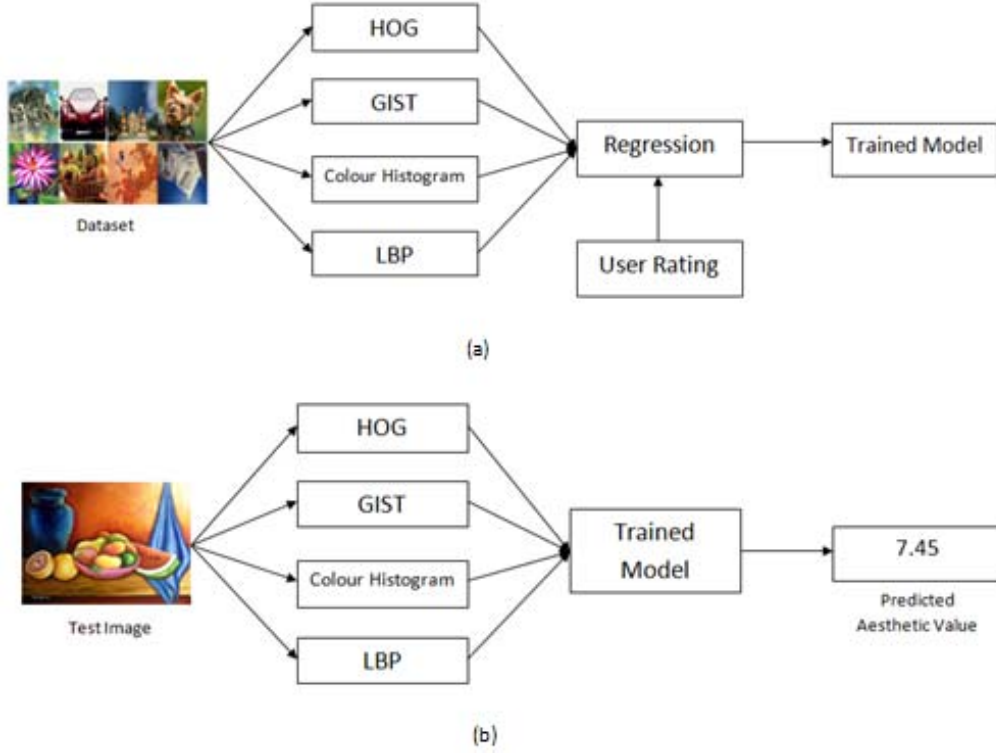 HOG
GIST
Colour Histogram
LBP
Dataset
Regression
User Rating
Trained Model
(a)
HOG
GIST
Colour Histogram
LBP
Test Image
Trained
Model
7.45
Predicted
Aesthetic Value
(b)